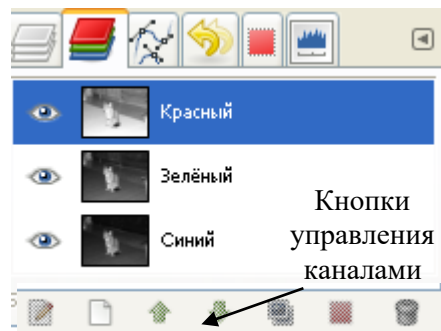 Красный
Зелёный
Синий
Кнопки
управления
каналами